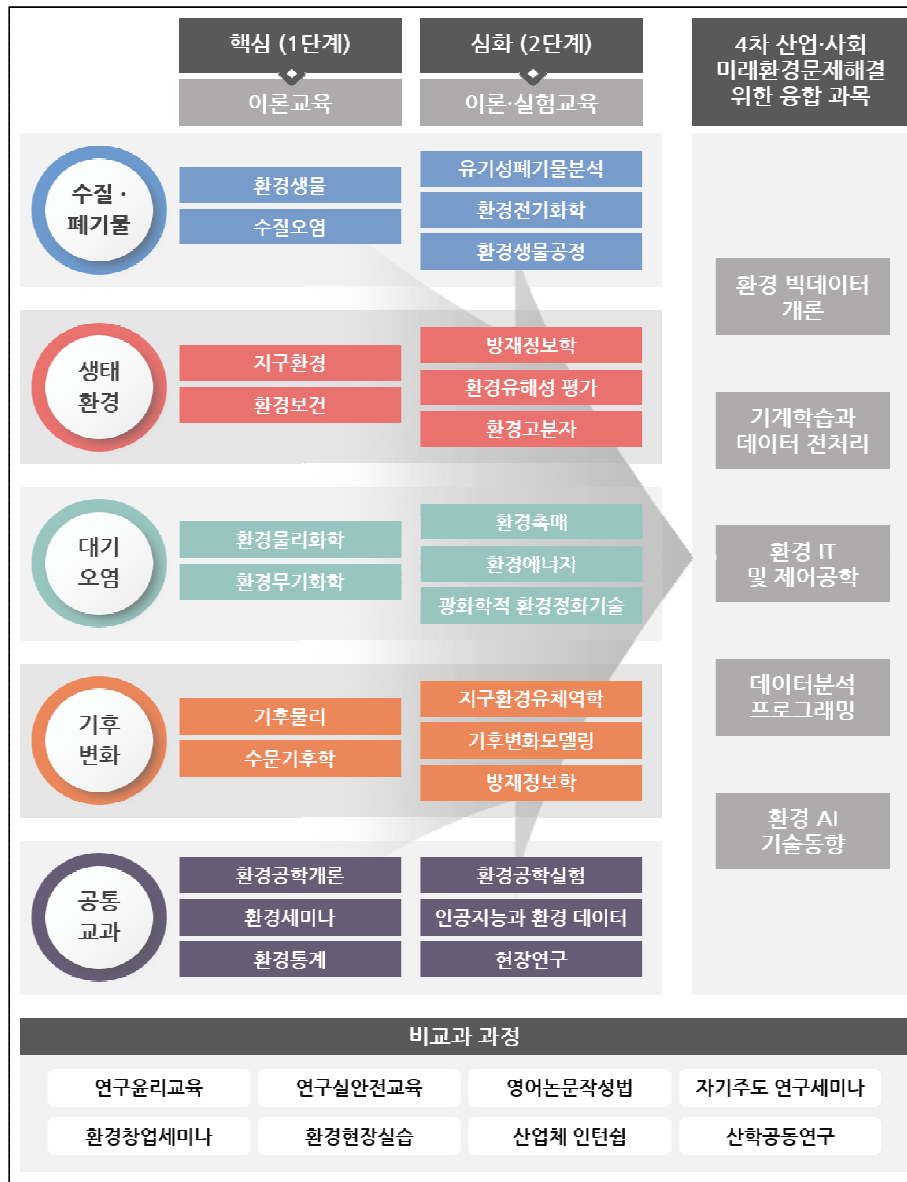 핵심 (1단계)
이론교육
심화 (2단계)
이론·실험교육
4차 산업·사회
미래환경문제해결
위한 융합 과목
수질·
폐기물
환경생물
수질오염
유기성폐기물분석
환경전기화학
환경생물공정
생태
환경
지구환경
환경보건
방재정보학
환경유해성 평가
환경고분자
대기
오염
환경물리화학
환경무기화학
환경촉매
환경에너지
광화학적 환경정화기술
기후
변화
기후물리
수문기후학
지구환경유체역학
기후변화모델링
방재정보학
공통
교과
환경공학개론
환경세미나
환경통계
환경공학실험
인공지능과 환경 데이터
현장연구
환경 빅데이터
개론
기계학습과
데이터 전처리
환경 IT
및 제어공학
데이터분석
프로그래밍
환경 AI
기술동향
비교과 과정
연구윤리교육
연구실안전교육
영어논문작성법
자기주도 연구세미나
환경창업세미나
환경현장실습
산업체 인턴쉽
산학공동연구